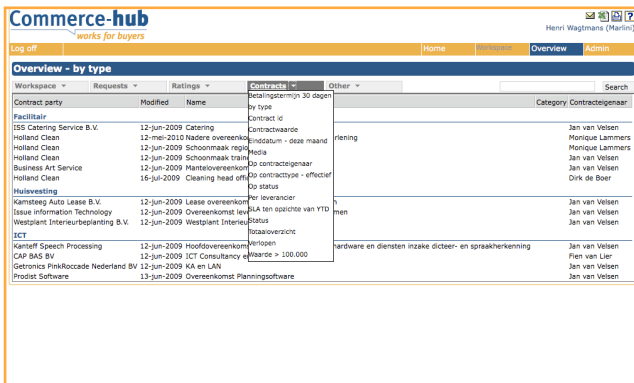 Commerce-hub
works for buyers
Henri Wagtmans (Marlini)
Log off Home Workspace Overview Admin
Overview - by type
Workspace Requests Ratings Contracts Other Search
Contract party Modified Name Category Contracteigenaar
Betalingstermijn 30 dagen
by type
Contract id
Contractwaarde
Einddatum - deze maand
Media
Op contracteigenaar
Op contracttype - effectief
Op status
Per leverancier
SLA ten opzichte van YTD
Status
Totaaloverzicht
Verlopen
Waarde > 100.000
Facilitair
ISS Catering Service B.V. 12-jun-2009 Catering Jan van Velsen
Holland Clean 12-mei-2010 Nadere overeenko rlening Monique Lammers
Holland Clean 12-jun-2009 Schoonmaak regio Monique Lammers
Holland Clean 12-jun-2009 Schoonmaak train Jan van Velsen
Business Art Service 12-jun-2009 Mantelovereenkom Jan van Velsen
Holland Clean 16-jul-2009 Cleaning head offi Dirk de Boer
Huisvesting
Kamsteeg Auto Lease B.V. 12-jun-2009 Lease overeenkom n Jan van Velsen
Issue information Technology 12-jun-2009 Overeenkomst leve men Jan van Velsen
Westplant Interieurbeplanting B.V. 12-jun-2009 Westplant Interieu Jan van Velsen
ICT
Kanteff Speech Processing 12-jun-2009 Hoofdovereenkoms hardware en diensten inzake dicteer- en spraakherkenning Jan van Velsen
CAP BAS BV 12-jun-2009 ICT Consultancy e Fien van Lier
Getronics PinkRoccade Nederland BV 12-jun-2009 KA en LAN Jan van Velsen
Prodist Software 13-jun-2009 Overeenkomst Planningsoftware Jan van Velsen